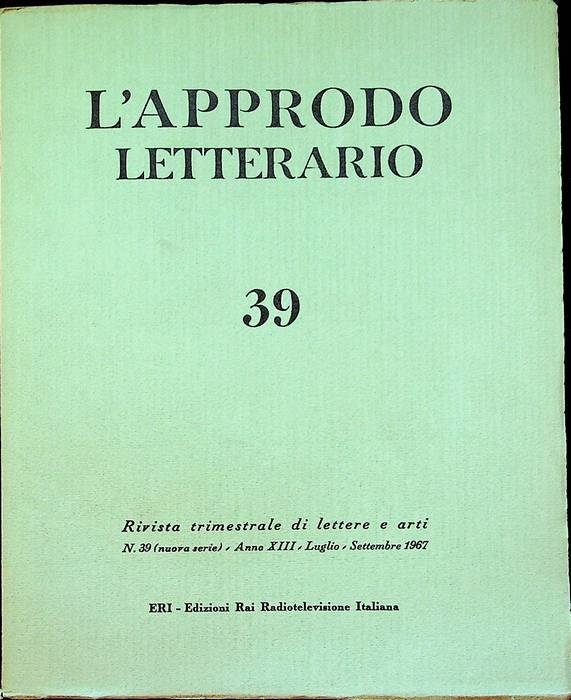 L'APPRODO
LETTERARIO
39
Rivista trimestrale di lettere e arti
N. 39 (nuova serie) - Anno XIII - Luglio - Settembre 1967
ERI - Edizioni Rai Radiotelevisione Italiana